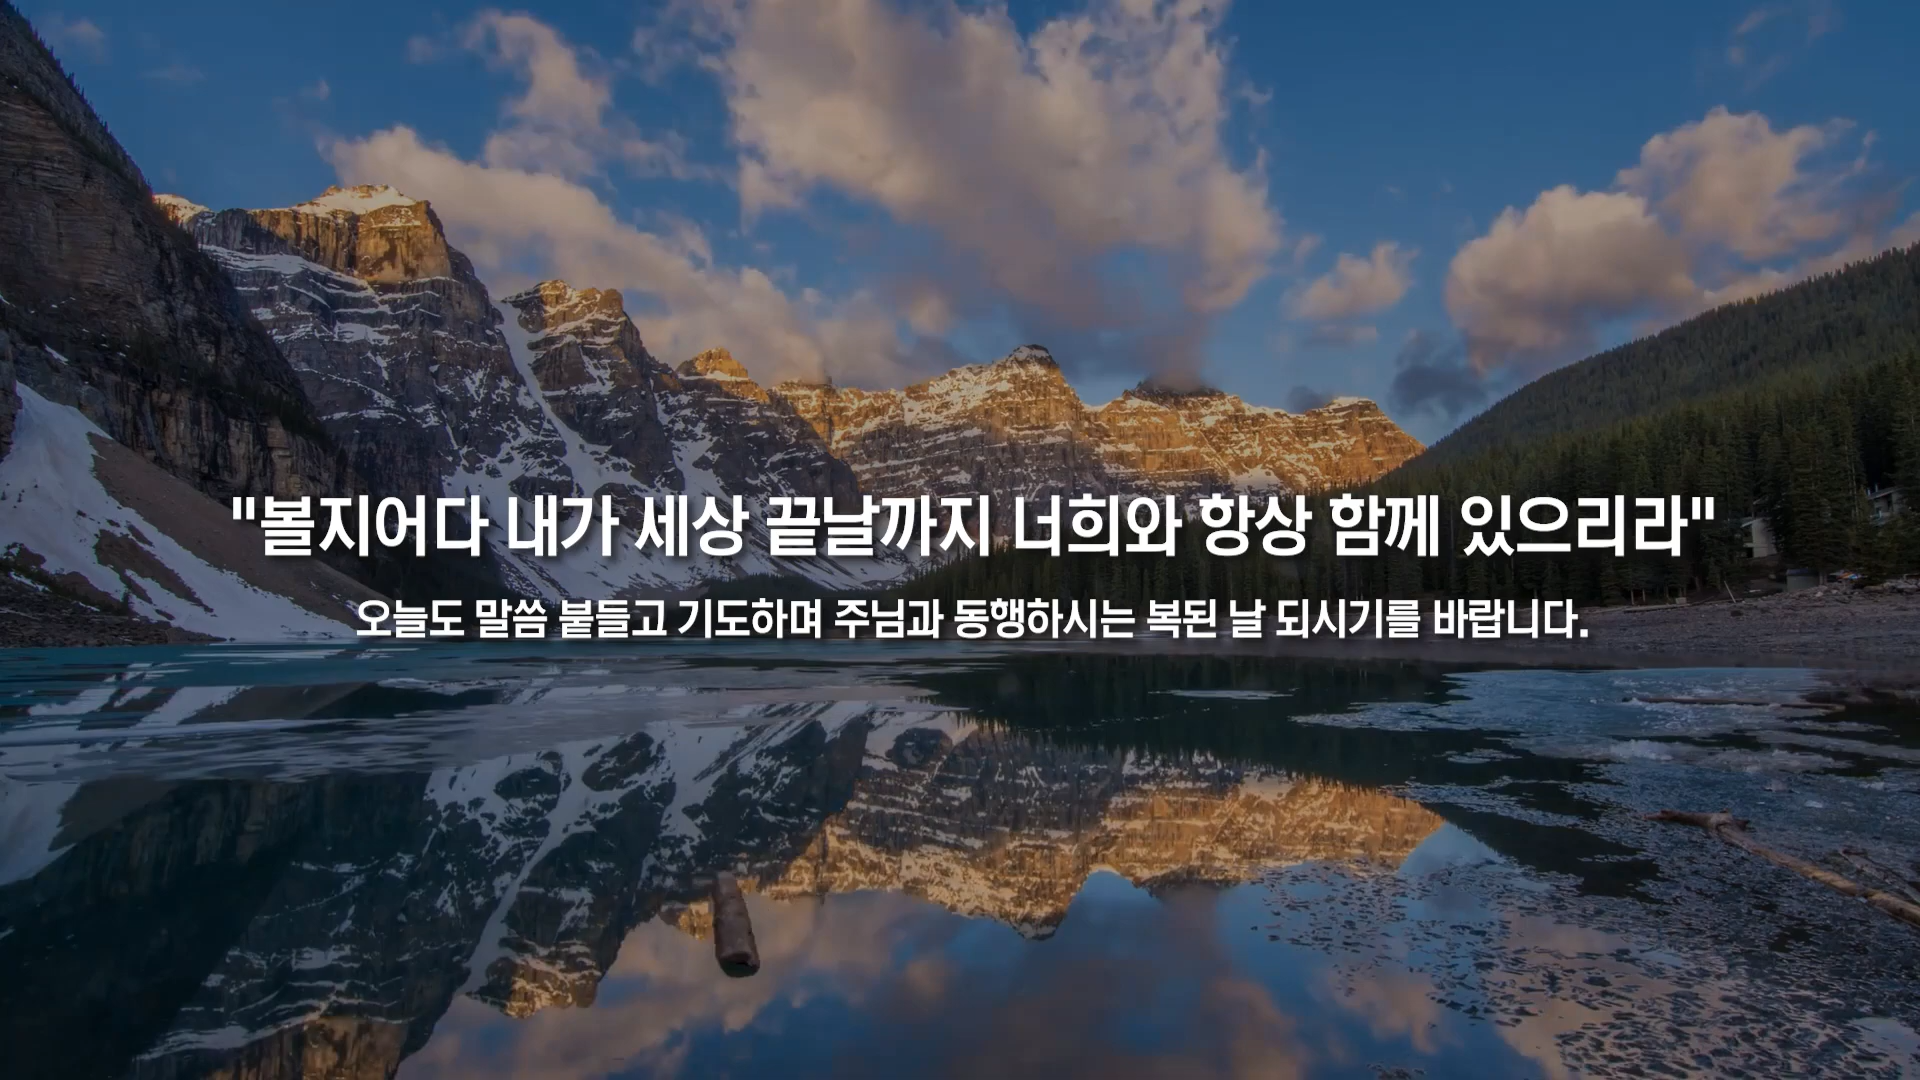 "볼지어다 내가 세상 끝날까지 너희와 항상 함께 있으리라"
오늘도 말씀 붙들고 기도하며 주님과 동행하시는 복된 날 되시기를 바랍니다.